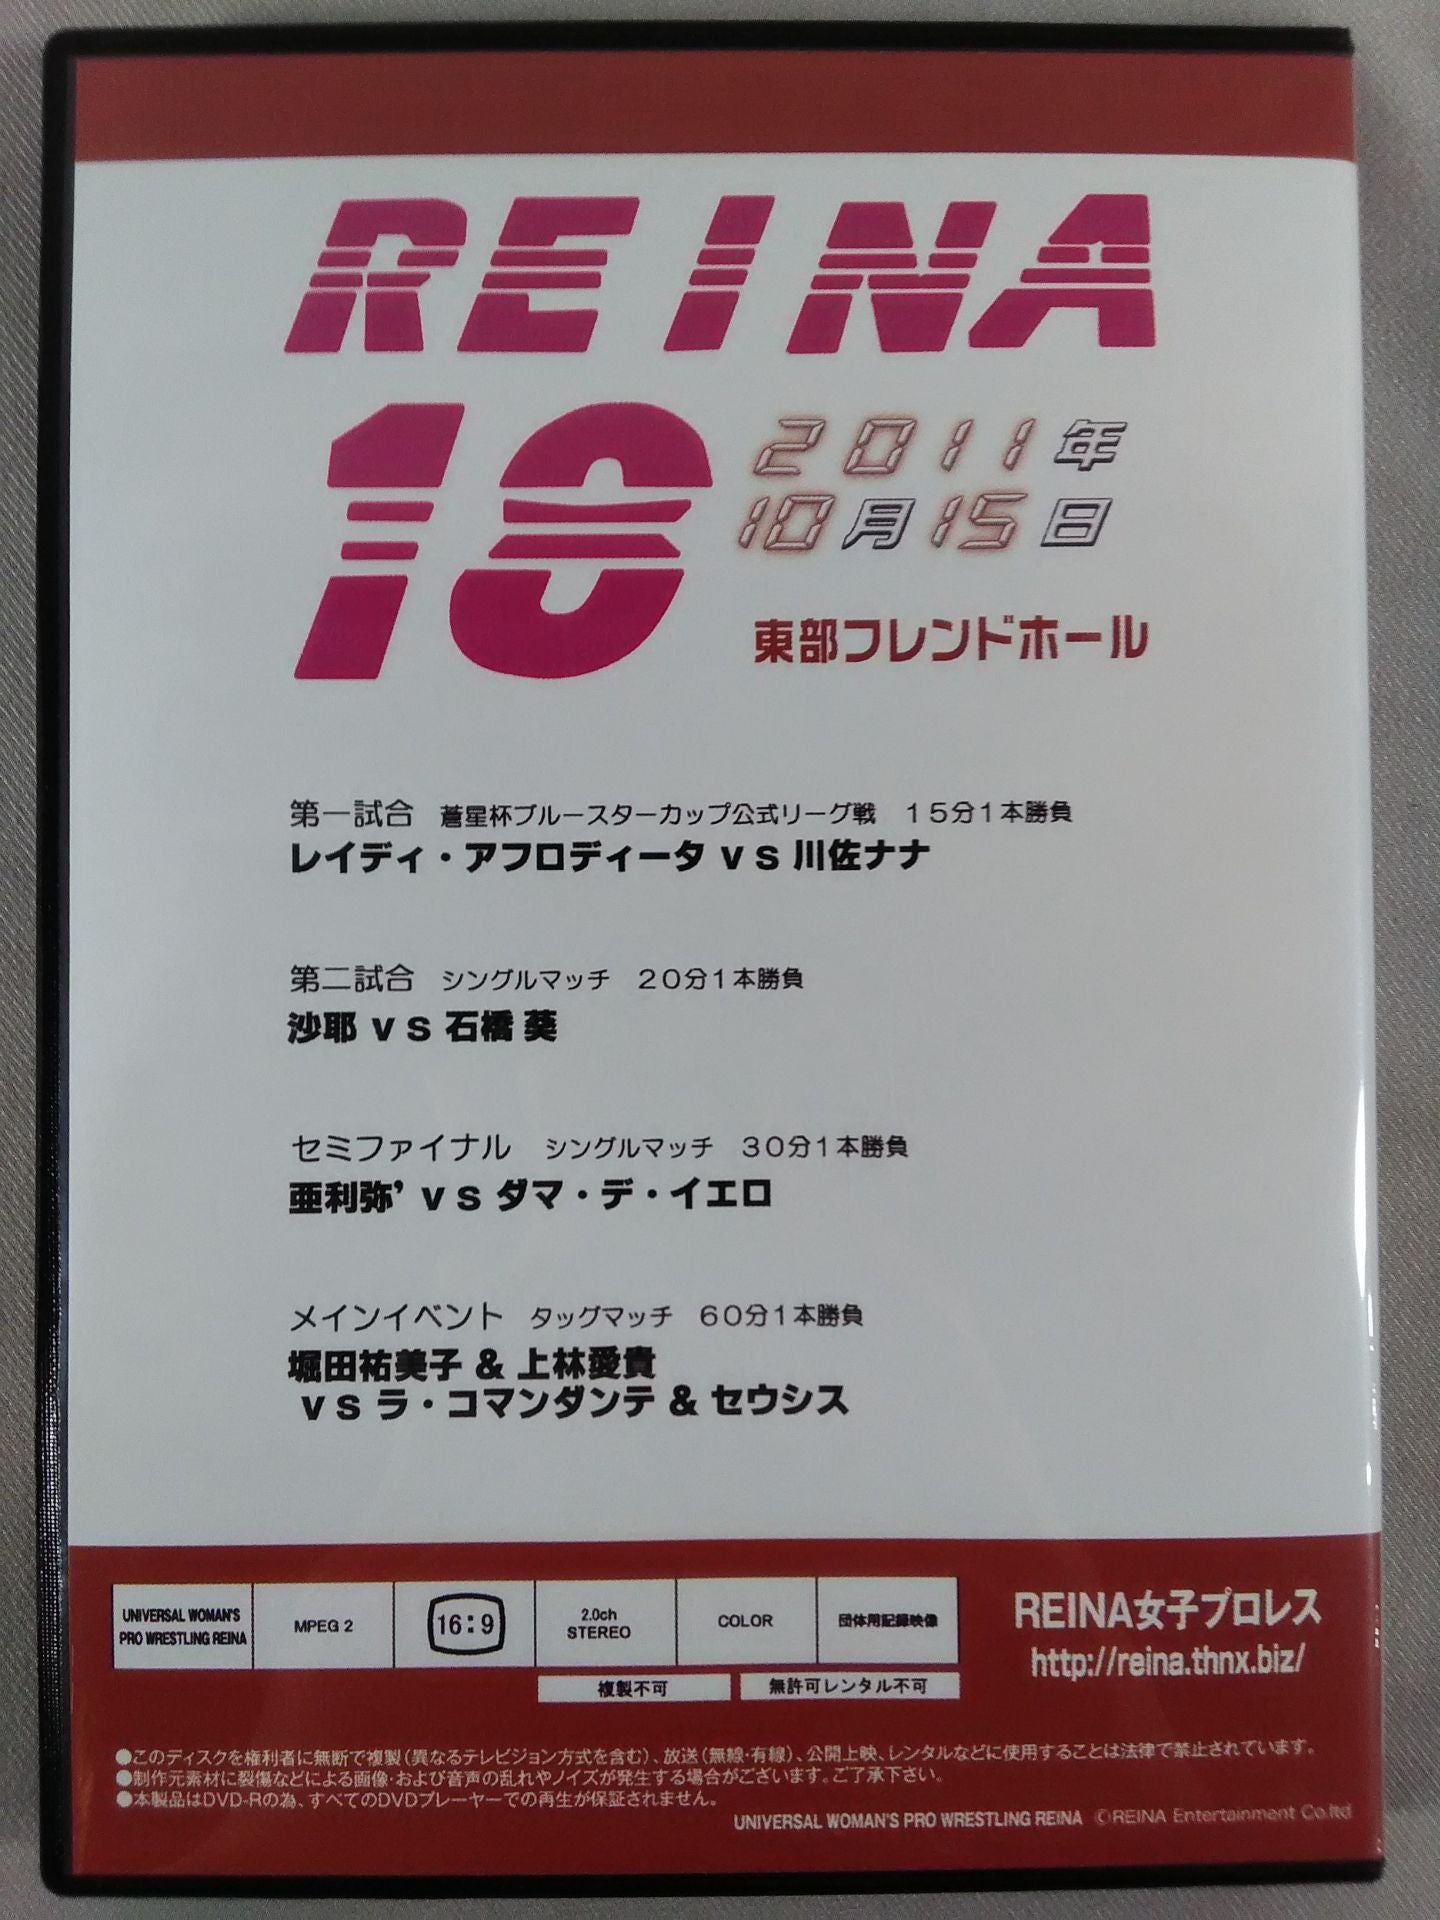 REINA
10
2011年
10月15日
東部フレンドホール
第一試合　蒼星杯ブルースターカップ公式リーグ戦　15分1本勝負
レイディ・アフロディータ vs 川佐ナナ
第二試合　シングルマッチ　20分1本勝負
沙耶 vs 石橋葵
セミファイナル　シングルマッチ　30分1本勝負
亜利弥’ vs ダマ・デ・イエロ
メインイベント　タッグマッチ　60分1本勝負
堀田祐美子 & 上林愛貴
vs ラ・コマンダンテ & セウシス
UNIVERSAL WOMAN'S
PRO WRESTLING REINA
MPEG 2
16:9
2.0ch
STEREO
COLOR
団体用記録映像
複製不可
無許可レンタル不可
REINA女子プロレス
http://reina.thnx.biz/
●このディスクを権利者に無断で複製（異なるテレビジョン方式を含む）、放送（無線・有線）、公開上映、レンタルなどに使用することは法律で禁止されています。
●制作元素材に裂傷などによる画像・および音声の乱れやノイズが発生する場合がございます。ご了承下さい。
●本製品はDVD-Rの為、すべてのDVDプレーヤーでの再生が保証されません。
UNIVERSAL WOMAN'S PRO WRESTLING REINA ©REINA Entertainment Co.ltd